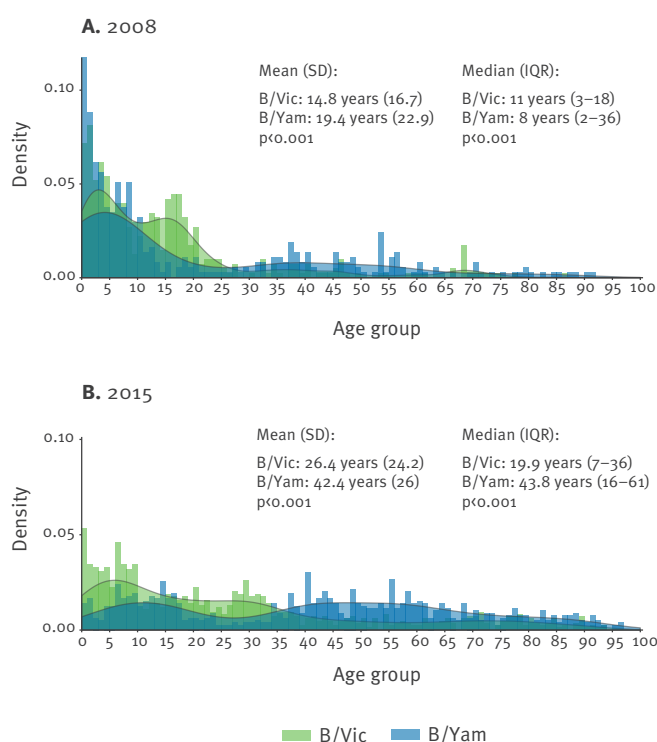 A. 2008
Mean (SD):
Median (IQR):
B/Vic: 14.8 years (16.7)
B/Vic: 11 years (3–18)
B/Yam: 19.4 years (22.9)
B/Yam: 8 years (2–36)
p<0.001
p<0.001
Density
0.10
0.05
0.00
0 5 10 15 20 25 30 35 40 45 50 55 60 65 70 75 80 85 90 95 100
Age group
B. 2015
Mean (SD):
Median (IQR):
B/Vic: 26.4 years (24.2)
B/Vic: 19.9 years (7–36)
B/Yam: 42.4 years (26)
B/Yam: 43.8 years (16–61)
p<0.001
p<0.001
Density
0.10
0.05
0.00
0 5 10 15 20 25 30 35 40 45 50 55 60 65 70 75 80 85 90 95 100
Age group
B/Vic B/Yam